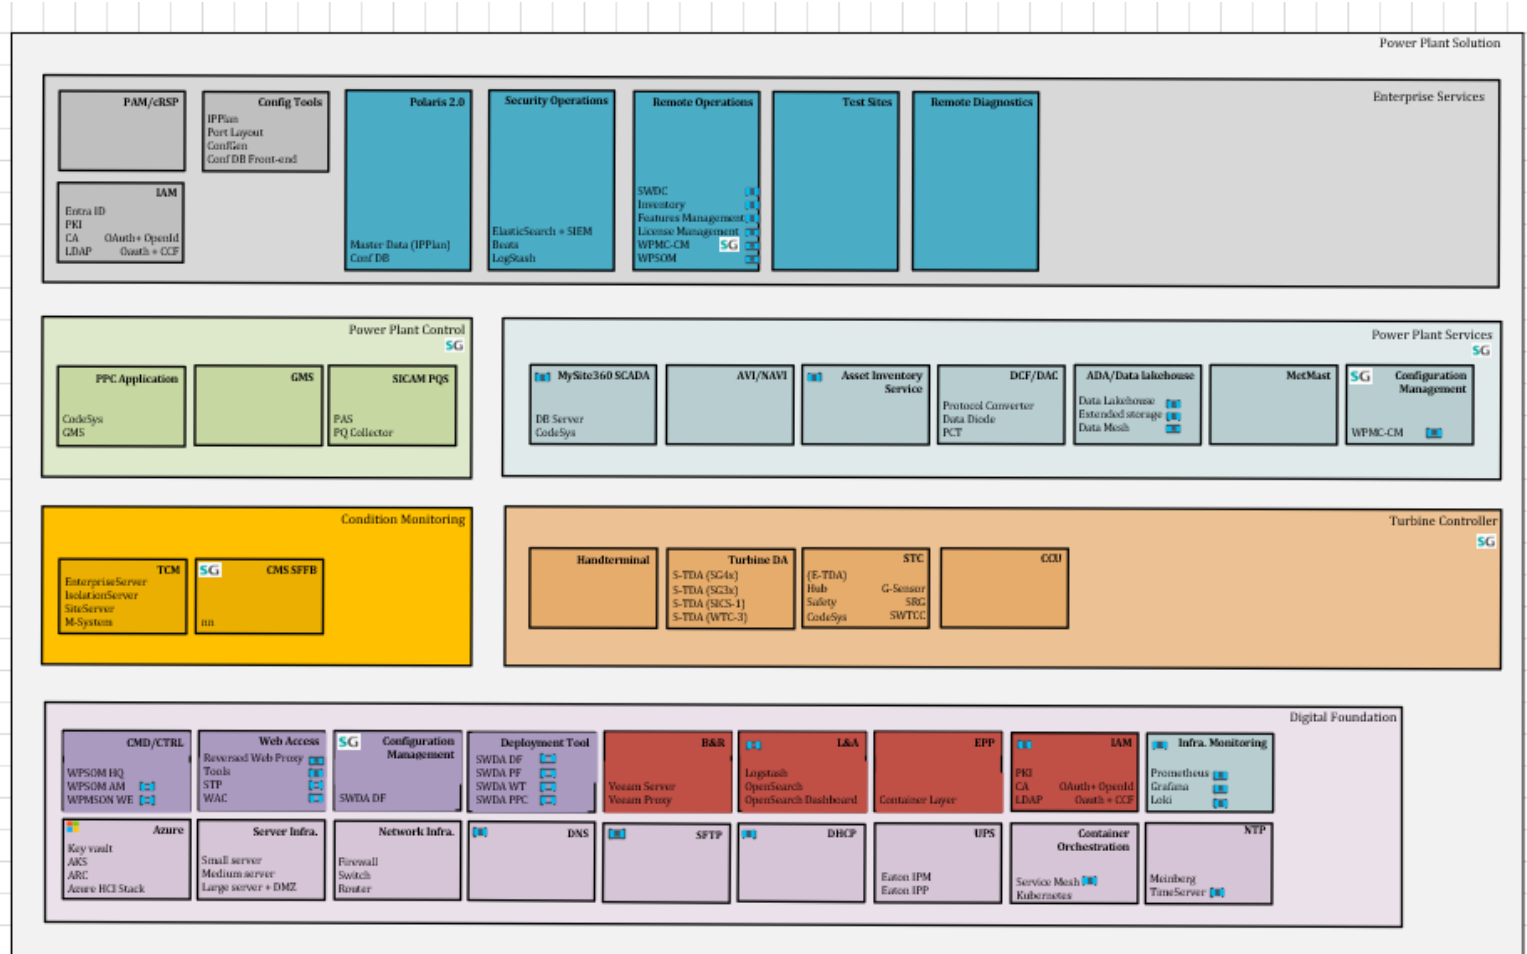 Power Plant Solution
Enterprise Services
PAM/cRSP
Config Tools
IPPlan
Port Layout
ConfGen
Conf DB Front-end
IAM
Entra ID
PKI
CA OAuth+ OpenId
LDAP Oauth + CCF
Polaris 2.0
Master Data (IPPlan)
Conf DB
Security Operations
ElasticSearch + SIEM
Beats
LogStash
Remote Operations
SWDC
Inventory
Features Management
License Management
WPMC-CM SG
WPSOM
Test Sites
Remote Diagnostics
Power Plant Control
SG
PPC Application
CodeSys
GMS
GMS
SICAM PQS
PAS
PQ Collector
Power Plant Services
SG
MySite360 SCADA
DB Server
CodeSys
AVI/NAVI
Asset Inventory
Service
DCF/DAC
Protocol Converter
Data Diode
PCT
ADA/Data lakehouse
Data Lakehouse
Extended storage
Data Mesh
MetMast
SG Configuration
Management
WPMC-CM
Condition Monitoring
TCM
EnterpriseServer
IsolationServer
SiteServer
M-System
SG CMS SFFB
nn
Turbine Controller
SG
Handterminal
Turbine DA
S-TDA (SG4x)
S-TDA (SG3x)
S-TDA (SICS-1)
S-TDA (WTC-3)
STC
(E-TDA)
Hub G-Sensor
Safety SRG
CodeSys SWTCC
CCU
Digital Foundation
CMD/CTRL
WPSOM HQ
WPSOM AM
WPMSON WE
Web Access
Reversed Web Proxy
Tools
STP
WAC
SG Configuration
Management
SWDA DF
Deployment Tool
SWDA DF
SWDA PF
SWDA WT
SWDA PPC
B&R
Veeam Server
Veeam Proxy
L&A
Logstash
OpenSearch
OpenSearch Dashboard
EPP
Container Layer
IAM
PKI
CA OAuth+ OpenId
LDAP Oauth + CCF
Infra. Monitoring
Prometheus
Grafana
Loki
Azure
Key vault
AKS
ARC
Azure HCI Stack
Server Infra.
Small server
Medium server
Large server + DMZ
Network Infra.
Firewall
Switch
Router
DNS
SFTP
DHCP
UPS
Eaton IPM
Eaton IPP
Container
Orchestration
Service Mesh
Kubernetes
NTP
Meinberg
TimeServer